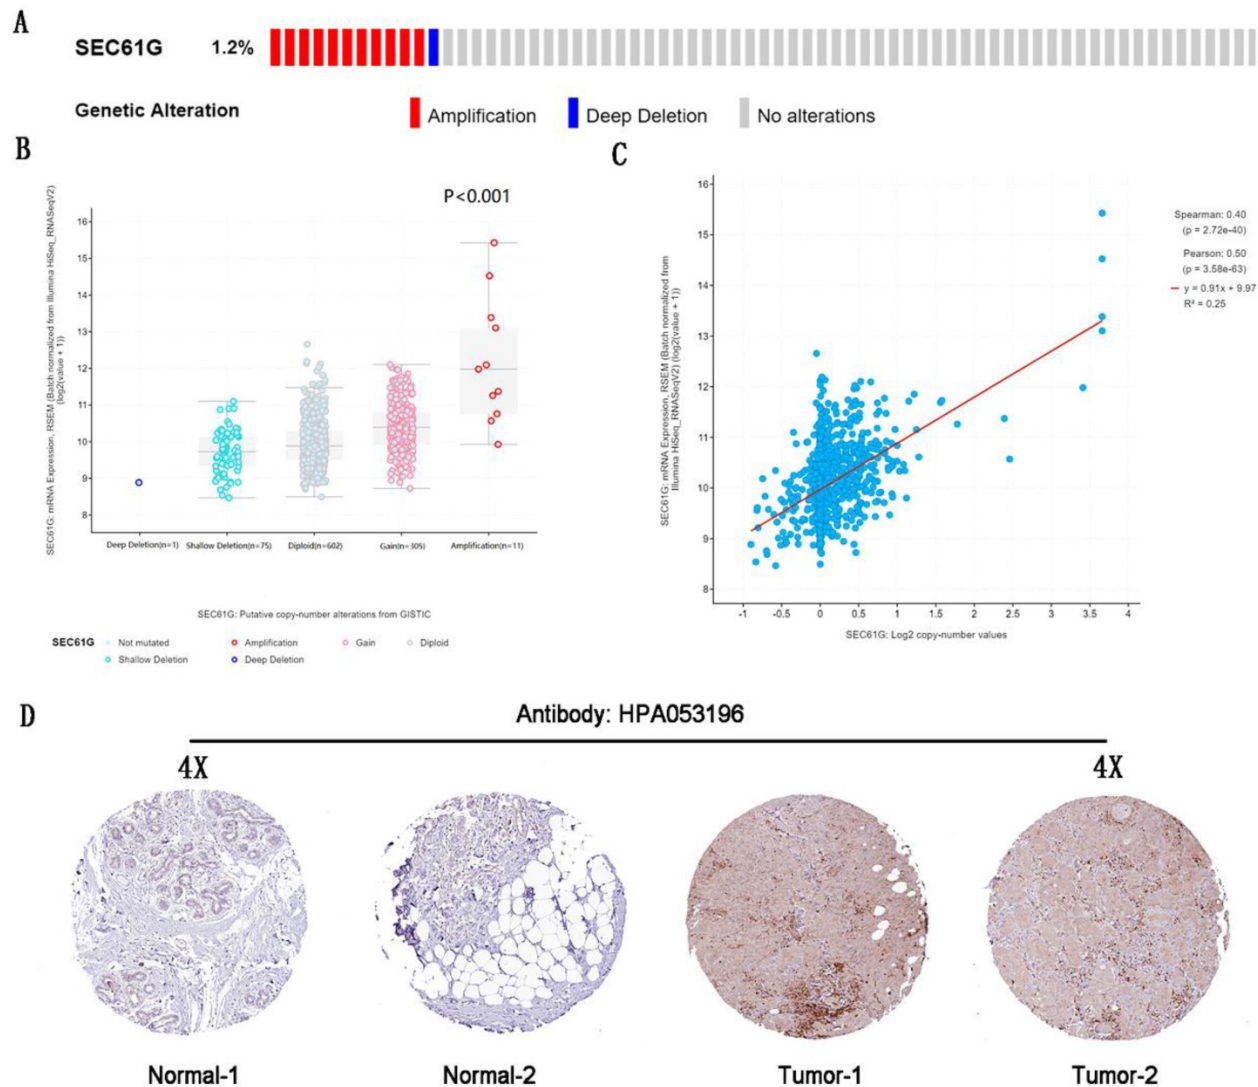 A
SEC61G 1.2%
Genetic Alteration Amplification Deep Deletion No alterations
B
P<0.001
SEC61G: mRNA Expression, RSEM (Batch normalized from Illumina HiSeq_RNASeqV2)
(log2(value + 1))
16
15
14
13
12
11
10
9
8
Deep Deletion(n=1) Shallow Deletion(n=75) Diploid(n=602) Gain(n=305) Amplification(n=11)
SEC61G: Putative copy-number alterations from GISTIC
SEC61G Not mutated Amplification Gain Diploid
Shallow Deletion Deep Deletion
C
SEC61G: mRNA Expression, RSEM (Batch normalized from
Illumina HiSeq_RNASeqV2) (log2(value + 1))
16
15
14
13
12
11
10
9
8
-1 -0.5 0 0.5 1 1.5 2 2.5 3 3.5 4
SEC61G: Log2 copy-number values
Spearman: 0.40
(p = 2.72e-40)
Pearson: 0.50
(p = 3.58e-63)
y = 0.91x + 9.97
R² = 0.25
D
Antibody: HPA053196
4X 4X
Normal-1 Normal-2 Tumor-1 Tumor-2